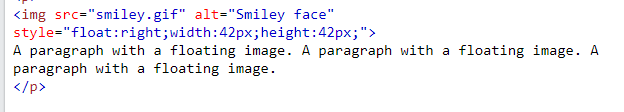 <img src="smiley.gif" alt="Smiley face"
style="float:right;width:42px;height:42px;">
A paragraph with a floating image. A paragraph with a floating image. A
paragraph with a floating image.
</p>